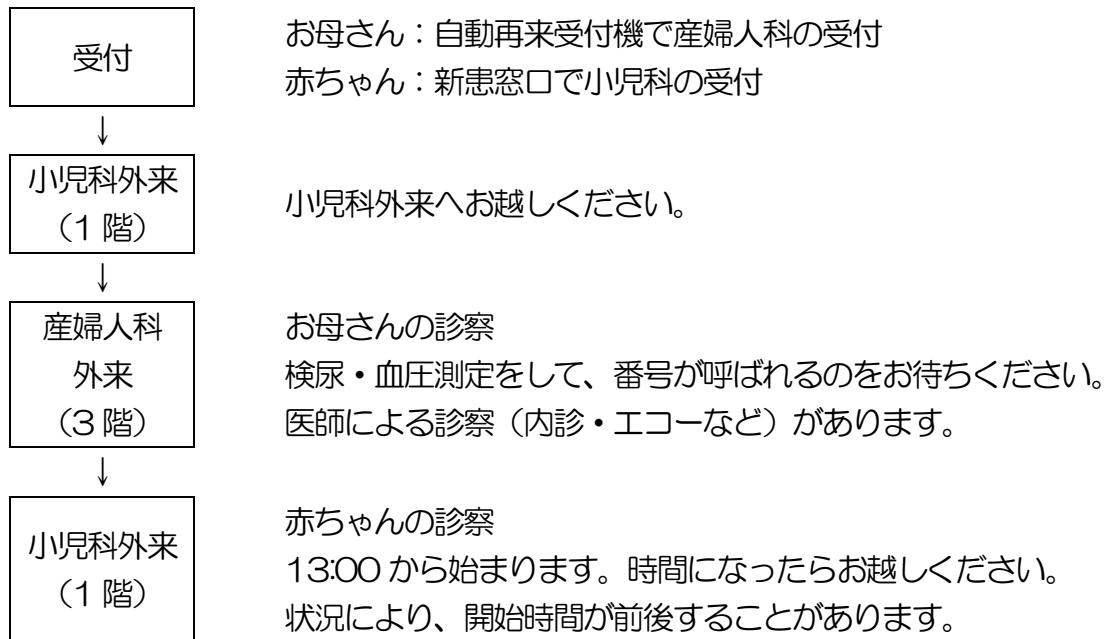 受付
お母さん：自動再来受付機で産婦人科の受付
赤ちゃん：新患窓口で小児科の受付
↓
小児科外来
（1 階）
小児科外来へお越しください。
↓
産婦人科
外来
（3 階）
お母さんの診察
検尿・血圧測定をして、番号が呼ばれるのをお待ちください。
医師による診察（内診・エコーなど）があります。
↓
小児科外来
（1 階）
赤ちゃんの診察
13:00 から始まります。時間になったらお越しください。
状況により、開始時間が前後することがあります。